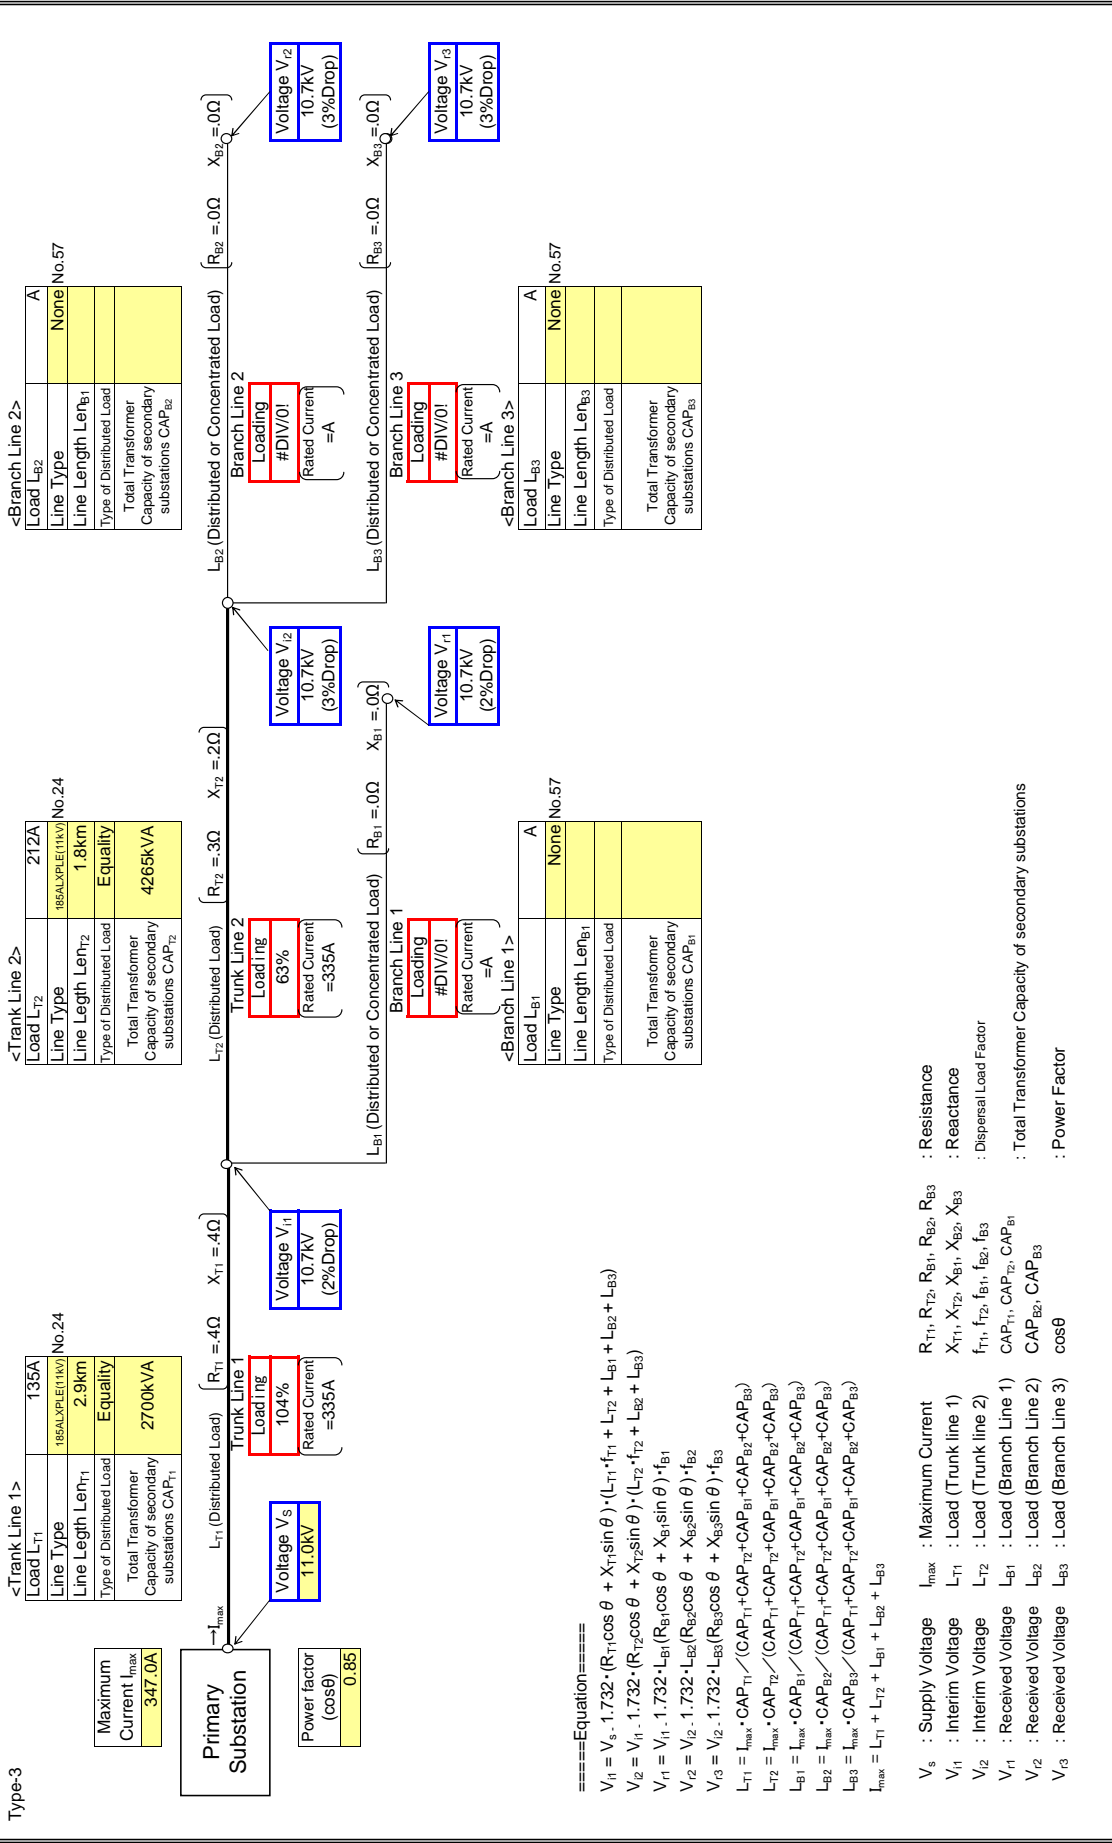 Type-3
Maximum
Current Imax
347.0A
Primary
Substation
Power factor
(cosθ)
0.85
→Imax
Voltage VS
11.0kV
<Trank Line 1>
Load LT1 135A
Line Type 185ALXPLE(11kV) No.24
Line Legth LenT1 2.9km
Type of Distributed Load Equality
Total Transformer
Capacity of secondary
substations CAPT1
2700kVA
LT1 (Distributed Load) RT1 =.4Ω XT1 =.4Ω
Trunk Line 1
Loading
104%
Rated Current
=335A
Voltage Vi1
10.7kV
(2%Drop)
<Trank Line 2>
Load LT2 212A
Line Type 185ALXPLE(11kV) No.24
Line Legth LenT2 1.8km
Type of Distributed Load Equality
Total Transformer
Capacity of secondary
substations CAPT2
4265kVA
LT2 (Distributed Load) RT2 =.3Ω XT2 =.2Ω
Trunk Line 2
Loading
63%
Rated Current
=335A
Voltage Vi2
10.7kV
(3%Drop)
LB1 (Distributed or Concentrated Load) RB1 =.0Ω XB1 =.0Ω
Branch Line 1
Loading
#DIV/0!
Rated Current
=A
Voltage Vr1
10.7kV
(2%Drop)
<Branch Line 1>
Load LB1 A
Line Type None No.57
Line Length LenB1
Type of Distributed Load
Total Transformer
Capacity of secondary
substations CAPB1
<Branch Line 2>
Load LB2 A
Line Type None No.57
Line Length LenB1
Type of Distributed Load
Total Transformer
Capacity of secondary
substations CAPB2
LB2 (Distributed or Concentrated Load) RB2 =.0Ω XB2 =.0Ω
Branch Line 2
Loading
#DIV/0!
Rated Current
=A
Voltage Vr2
10.7kV
(3%Drop)
LB3 (Distributed or Concentrated Load) RB3 =.0Ω XB3 =.0Ω
Branch Line 3
Loading
#DIV/0!
Rated Current
=A
Voltage Vr3
10.7kV
(3%Drop)
<Branch Line 3>
Load LB3 A
Line Type None No.57
Line Length LenB3
Type of Distributed Load
Total Transformer
Capacity of secondary
substations CAPB3
=====Equation=====
Vi1 = Vs - 1.732・(RT1cos θ + XT1sin θ)・(LT1・fT1 + LT2 + LB1 + LB2 + LB3)
Vi2 = Vi1 - 1.732・(RT2cos θ + XT2sin θ)・(LT2・fT2 + LB2 + LB3)
Vr1 = Vi1 - 1.732・LB1(RB1cos θ + XB1sin θ)・fB1
Vr2 = Vi2 - 1.732・LB2(RB2cos θ + XB2sin θ)・fB2
Vr3 = Vi2 - 1.732・LB3(RB3cos θ + XB3sin θ)・fB3
LT1 = Imax・CAPT1／(CAPT1+CAPT2+CAPB1+CAPB2+CAPB3)
LT2 = Imax・CAPT2／(CAPT1+CAPT2+CAPB1+CAPB2+CAPB3)
LB1 = Imax・CAPB1／(CAPT1+CAPT2+CAPB1+CAPB2+CAPB3)
LB2 = Imax・CAPB2／(CAPT1+CAPT2+CAPB1+CAPB2+CAPB3)
LB3 = Imax・CAPB3／(CAPT1+CAPT2+CAPB1+CAPB2+CAPB3)
Imax = LT1 + LT2 + LB1 + LB2 + LB3
Vs : Supply Voltage Imax : Maximum Current RT1, RT2, RB1, RB2, RB3 : Resistance
Vi1 : Interim Voltage LT1 : Load (Trunk line 1) XT1, XT2, XB1, XB2, XB3 : Reactance
Vi2 : Interim Voltage LT2 : Load (Trunk line 2) fT1, fT2, fB1, fB2, fB3 : Dispersal Load Factor
Vr1 : Received Voltage LB1 : Load (Branch Line 1) CAPT1, CAPT2, CAPB1
Vr2 : Received Voltage LB2 : Load (Branch Line 2) CAPB2, CAPB3 : Total Transformer Capacity of secondary substations
Vr3 : Received Voltage LB3 : Load (Branch Line 3) cosθ : Power Factor